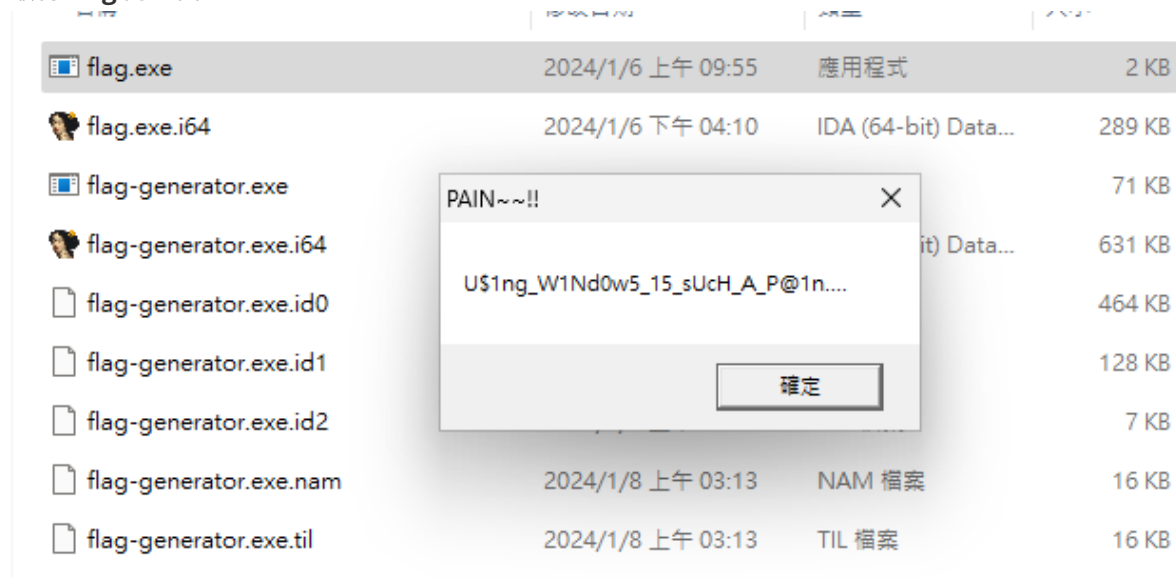 flag.exe 2024/1/6 上午 09:55 應用程式 2 KB
flag.exe.i64 2024/1/6 下午 04:10 IDA (64-bit) Data... 289 KB
flag-generator.exe 71 KB
PAIN~~!!
flag-generator.exe.i64 it) Data... 631 KB
U$1ng_W1Nd0w5_15_sUcH_A_P@1n....
flag-generator.exe.id0 464 KB
flag-generator.exe.id1 128 KB
確定
flag-generator.exe.id2 7 KB
flag-generator.exe.nam 2024/1/8 上午 03:13 NAM 檔案 16 KB
flag-generator.exe.til 2024/1/8 上午 03:13 TIL 檔案 16 KB